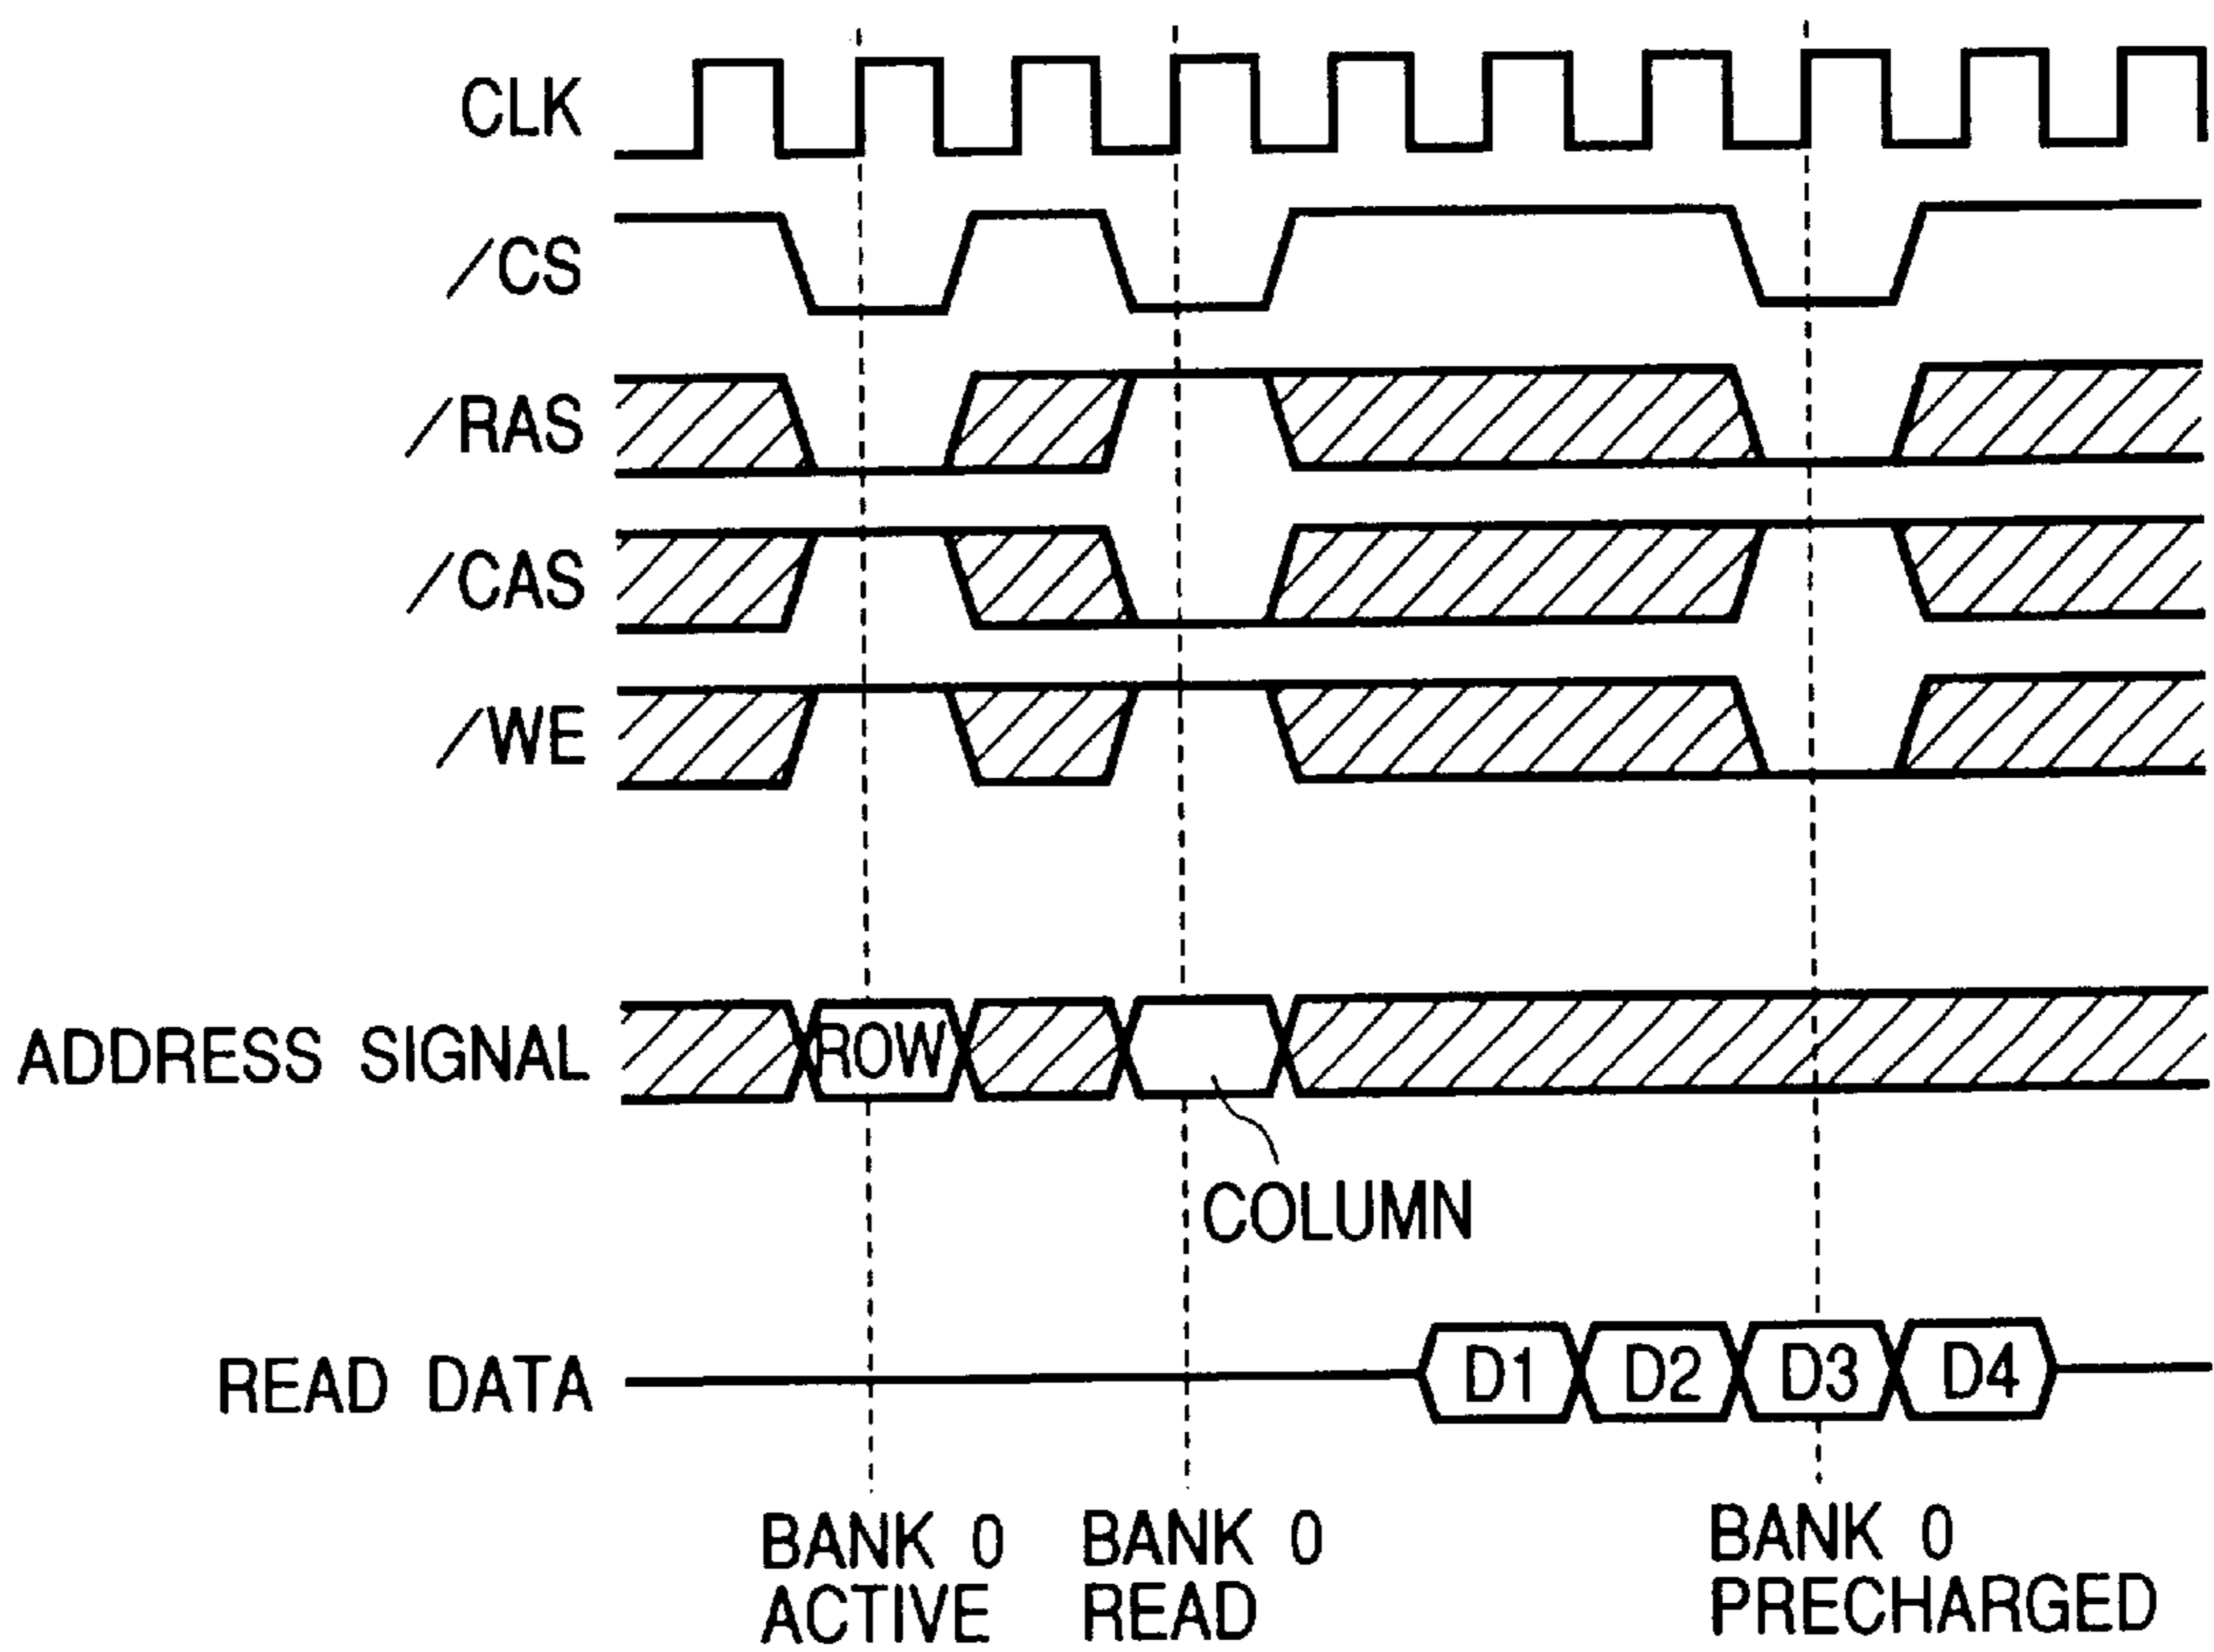 CLK
/CS
/RAS
/CAS
/WE
ADDRESS SIGNAL
ROW
COLUMN
READ DATA
D1 D2 D3 D4
BANK 0
ACTIVE
BANK 0
READ
BANK 0
PRECHARGED